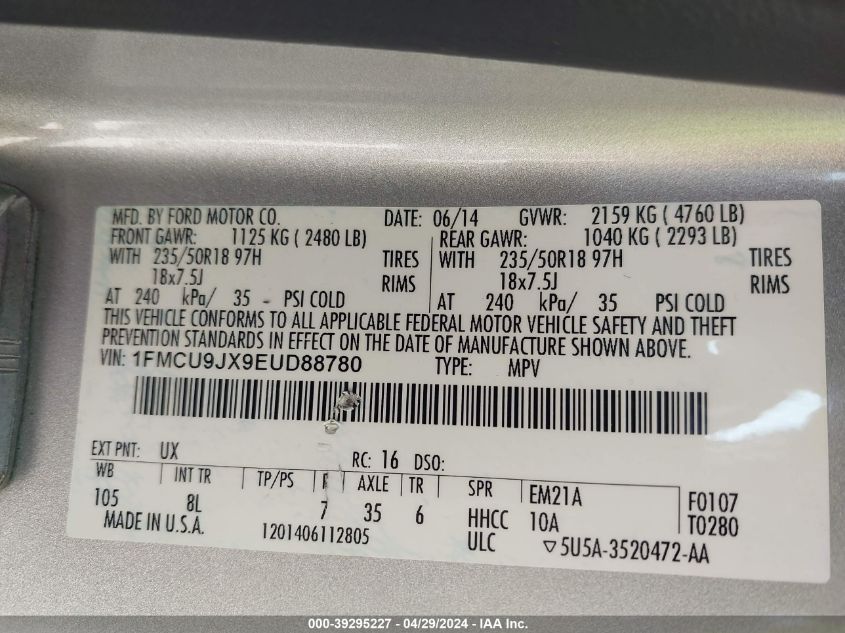 MFD. BY FORD MOTOR CO. DATE: 06/14 GVWR: 2159 KG ( 4760 LB)
FRONT GAWR: 1125 KG ( 2480 LB) REAR GAWR: 1040 KG ( 2293 LB)
WITH 235/50R18 97H TIRES WITH 235/50R18 97H TIRES
18x7.5J RIMS 18x7.5J RIMS
AT 240 kPa/ 35 PSI COLD AT 240 kPa/ 35 PSI COLD
THIS VEHICLE CONFORMS TO ALL APPLICABLE FEDERAL MOTOR VEHICLE SAFETY AND THEFT
PREVENTION STANDARDS IN EFFECT ON THE DATE OF MANUFACTURE SHOWN ABOVE.
VIN: 1FMCU9JX9EUD88780 TYPE: MPV
EXT PNT: UX RC: 16 DSO:
WB INT TR TP/PS AXLE TR SPR EM21A F0107
105 8L 7 35 6 HHCC 10A T0280
MADE IN U.S.A. 1201406112805 ULC ▽5U5A-3520472-AA
000-39295227 - 04/29/2024 - IAA Inc.